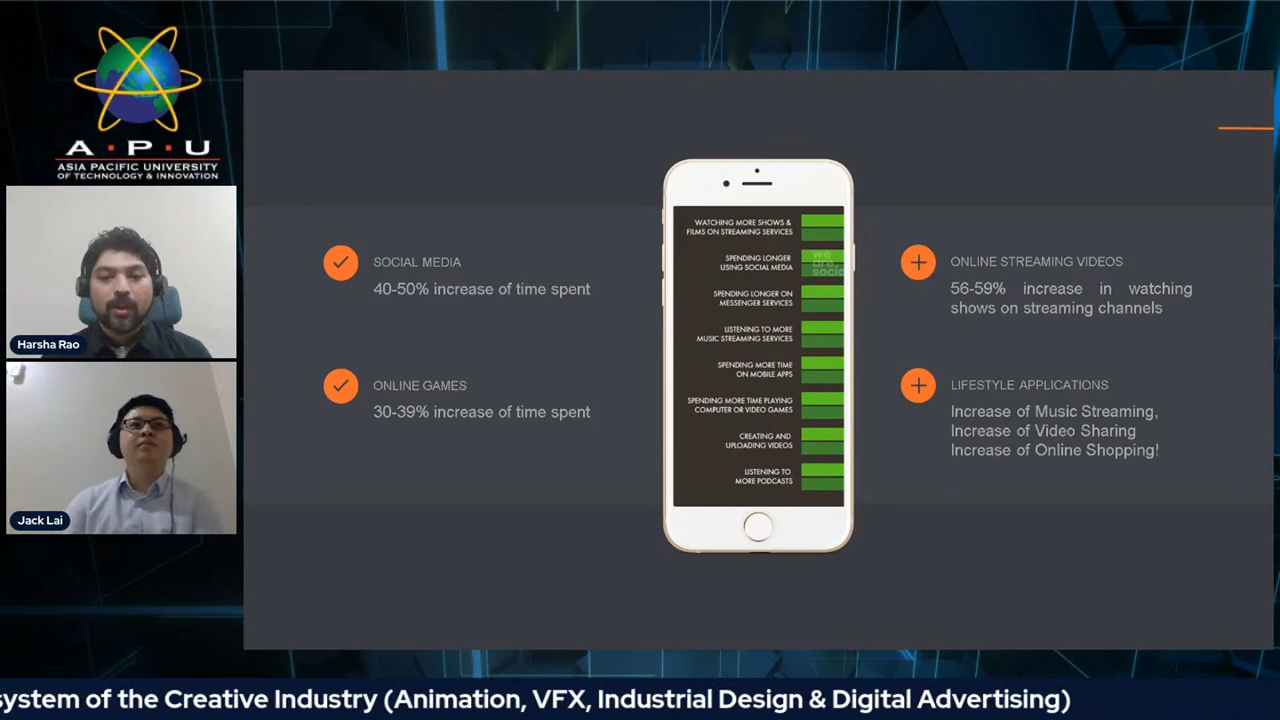 A·P·U
ASIA PACIFIC UNIVERSITY
OF TECHNOLOGY & INNOVATION
Harsha Rao
Jack Lai
SOCIAL MEDIA
40-50% increase of time spent
ONLINE GAMES
30-39% increase of time spent
WATCHING MORE SHOWS &
FILMS ON STREAMING SERVICES
SPENDING LONGER
USING SOCIAL MEDIA
we
are.
social
SPENDING LONGER ON
MESSENGER SERVICES
LISTENING TO MORE
MUSIC STREAMING SERVICES
SPENDING MORE TIME
ON MOBILE APPS
SPENDING MORE TIME PLAYING
COMPUTER OR VIDEO GAMES
CREATING AND
UPLOADING VIDEOS
LISTENING TO
MORE PODCASTS
ONLINE STREAMING VIDEOS
56-59% increase in watching
shows on streaming channels
LIFESTYLE APPLICATIONS
Increase of Music Streaming,
Increase of Video Sharing
Increase of Online Shopping!
system of the Creative Industry (Animation, VFX, Industrial Design & Digital Advertising)